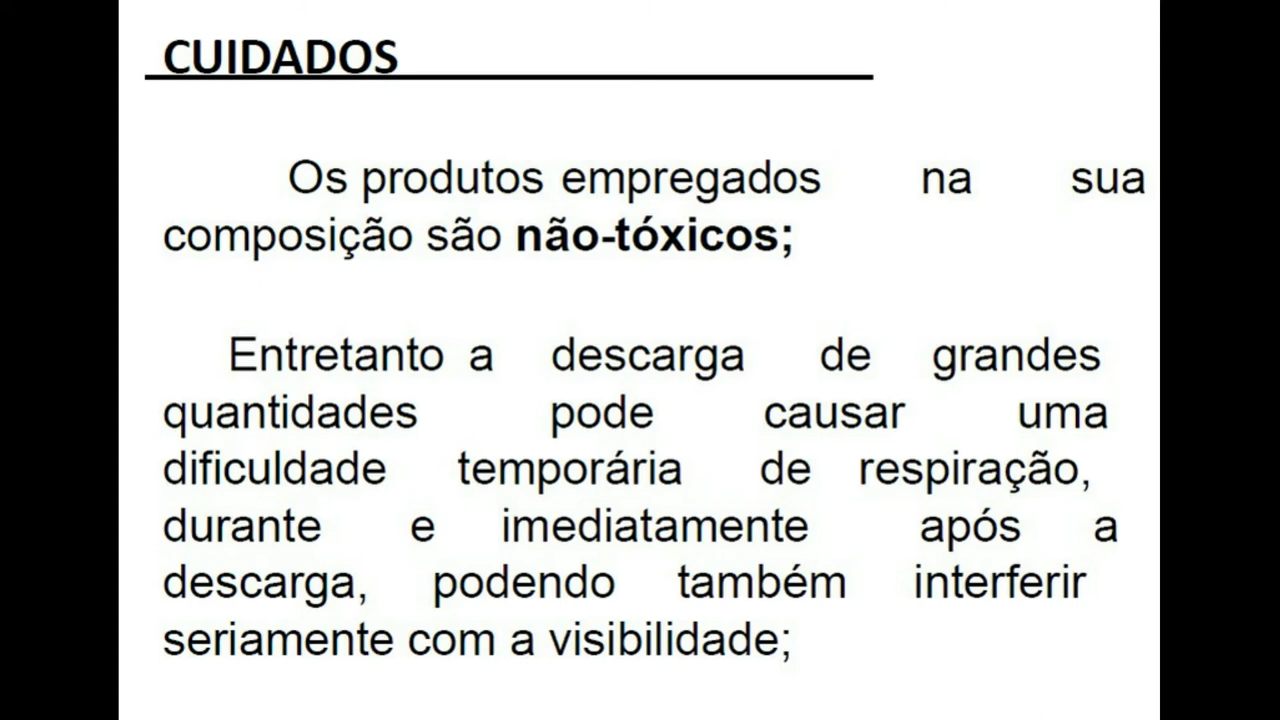 CUIDADOS
Os produtos empregados na sua
composição são não-tóxicos;
Entretanto a descarga de grandes
quantidades pode causar uma
dificuldade temporária de respiração,
durante e imediatamente após a
descarga, podendo também interferir
seriamente com a visibilidade;